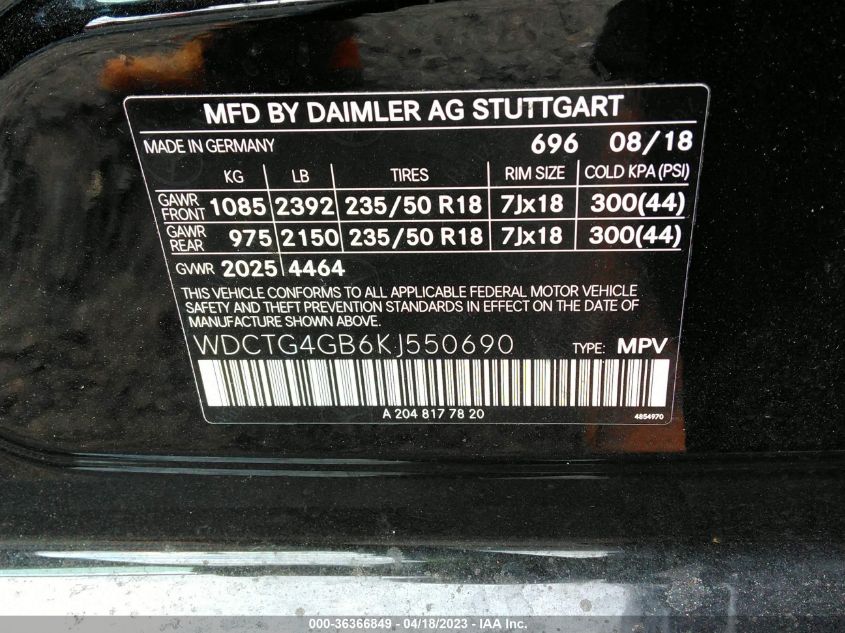 MFD BY DAIMLER AG STUTTGART
MADE IN GERMANY 696 08/18
KG LB TIRES RIM SIZE COLD KPA (PSI)
GAWR FRONT 1085 2392 235/50 R18 7Jx18 300(44)
GAWR REAR 975 2150 235/50 R18 7Jx18 300(44)
GVWR 2025 4464
THIS VEHICLE CONFORMS TO ALL APPLICABLE FEDERAL MOTOR VEHICLE
SAFETY AND THEFT PREVENTION STANDARDS IN EFFECT ON THE DATE OF
MANUFACTURE SHOWN ABOVE.
WDCTG4GB6KJ550690 TYPE: MPV
A 204 817 78 20 4854970
000-36366849 - 04/18/2023 - IAA Inc.